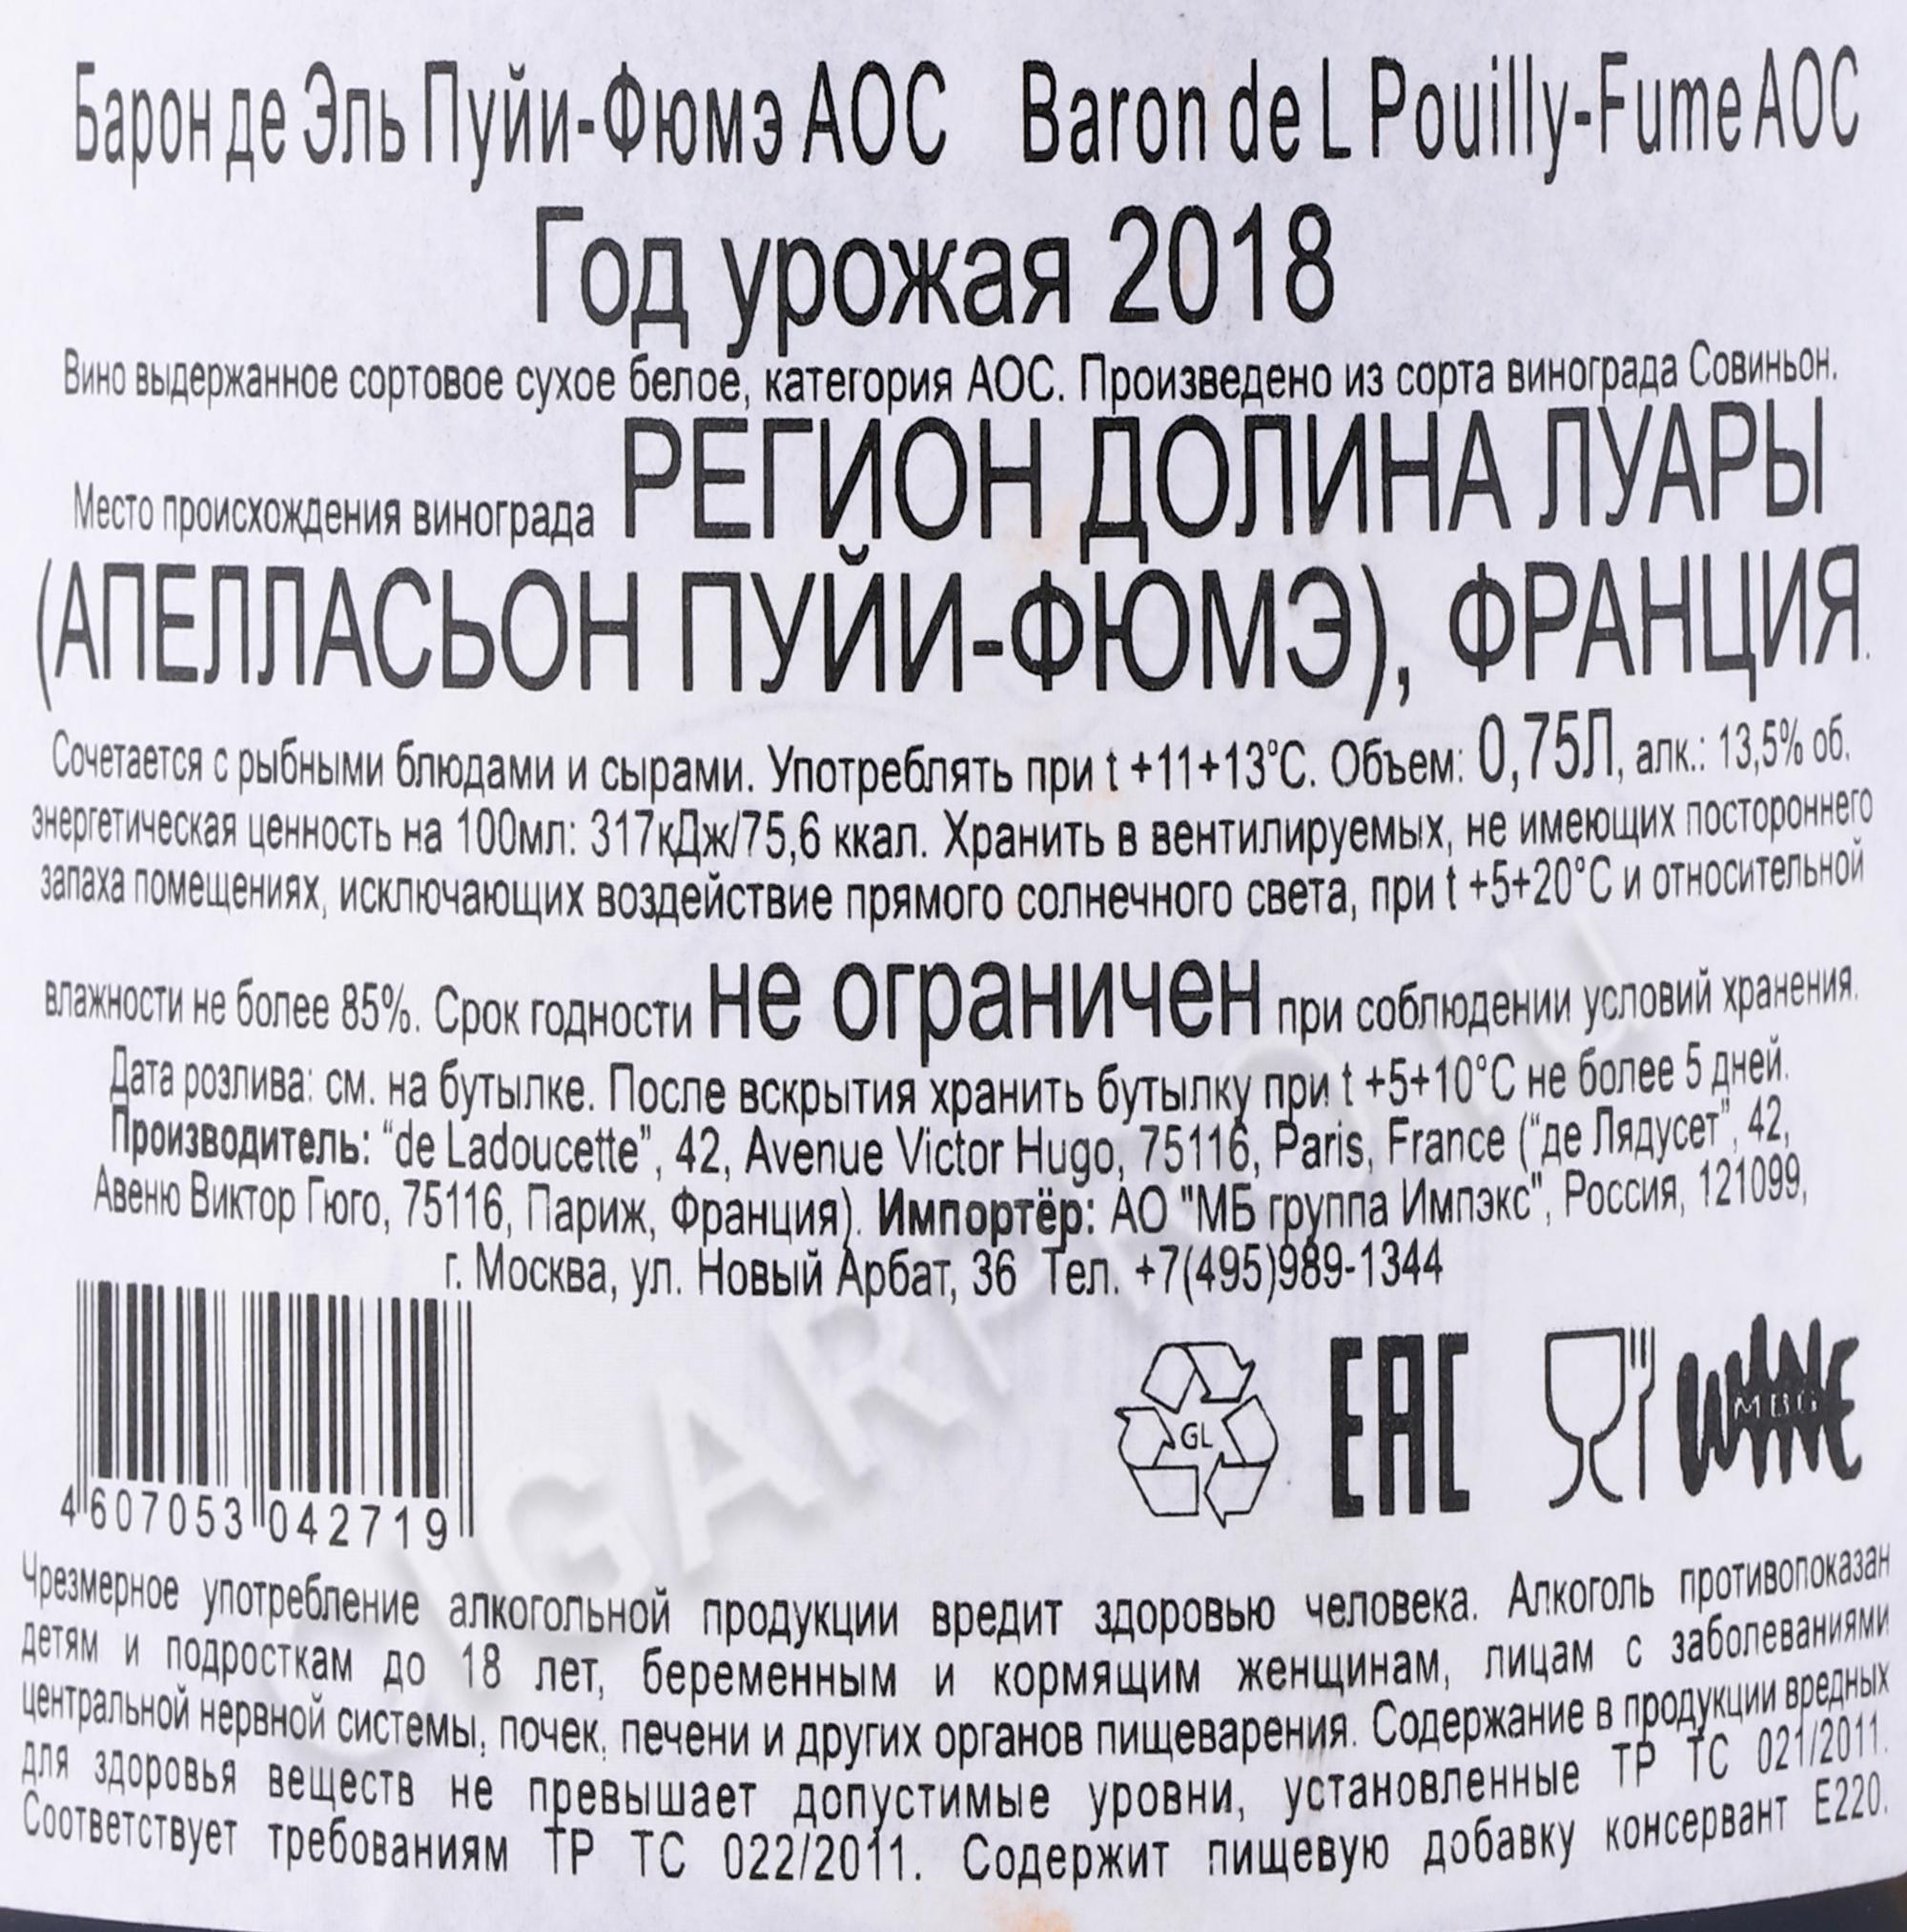 Барон де Эль Пуйи-Фюмэ АОС Baron de L Pouilly-Fume AOC
Год урожая 2018
Вино выдержанное сортовое сухое белое, категория АОС. Произведено из сорта винограда Совиньон.
Место происхождения винограда РЕГИОН ДОЛИНА ЛУАРЫ
(АПЕЛЛАСЬОН ПУЙИ-ФЮМЭ), ФРАНЦИЯ.
Сочетается с рыбными блюдами и сырами. Употреблять при t +11+13°С. Объем: 0,75Л, алк.: 13,5% об.
энергетическая ценность на 100мл: 317кДж/75,6 ккал. Хранить в вентилируемых, не имеющих постороннего
запаха помещениях, исключающих воздействие прямого солнечного света, при t +5+20°С и относительной
влажности не более 85%. Срок годности не ограничен при соблюдении условий хранения.
Дата розлива: см. на бутылке. После вскрытия хранить бутылку при t +5+10°С не более 5 дней.
Производитель: “de Ladoucette”, 42, Avenue Victor Hugo, 75116, Paris, France (“де Лядусет”, 42,
Авеню Виктор Гюго, 75116, Париж, Франция). Импортёр: АО "МБ группа Импэкс", Россия, 121099,
г. Москва, ул. Новый Арбат, 36 Тел. +7(495)989-1344
GL EAC WINE
MBG
4 607053 042719
Чрезмерное употребление алкогольной продукции вредит здоровью человека. Алкоголь противопоказан
детям и подросткам до 18 лет, беременным и кормящим женщинам, лицам с заболеваниями
центральной нервной системы, почек, печени и других органов пищеварения. Содержание в продукции вредных
для здоровья веществ не превышает допустимые уровни, установленные ТР ТС 021/2011.
Соответствует требованиям ТР ТС 022/2011. Содержит пищевую добавку консервант Е220.
CIGARPRO.ru